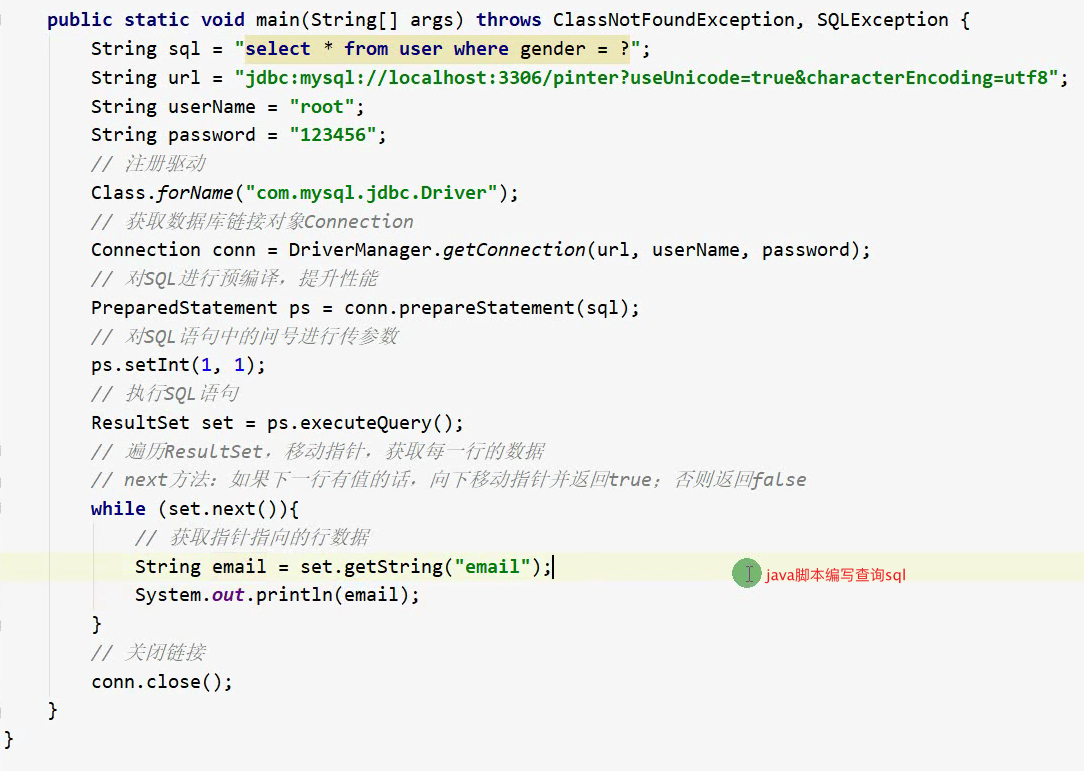 public static void main(String[] args) throws ClassNotFoundException, SQLException {
String sql = "select * from user where gender = ?";
String url = "jdbc:mysql://localhost:3306/pinter?useUnicode=true&characterEncoding=utf8";
String userName = "root";
String password = "123456";
// 注册驱动
Class.forName("com.mysql.jdbc.Driver");
// 获取数据库链接对象Connection
Connection conn = DriverManager.getConnection(url, userName, password);
// 对SQL进行预编译，提升性能
PreparedStatement ps = conn.prepareStatement(sql);
// 对SQL语句中的问号进行传参数
ps.setInt(1, 1);
// 执行SQL语句
ResultSet set = ps.executeQuery();
// 遍历ResultSet，移动指针，获取每一行的数据
// next方法：如果下一行有值的话，向下移动指针并返回true；否则返回false
while (set.next()){
// 获取指针指向的行数据
String email = set.getString("email");
java脚本编写查询sql
System.out.println(email);
}
// 关闭链接
conn.close();
}
}